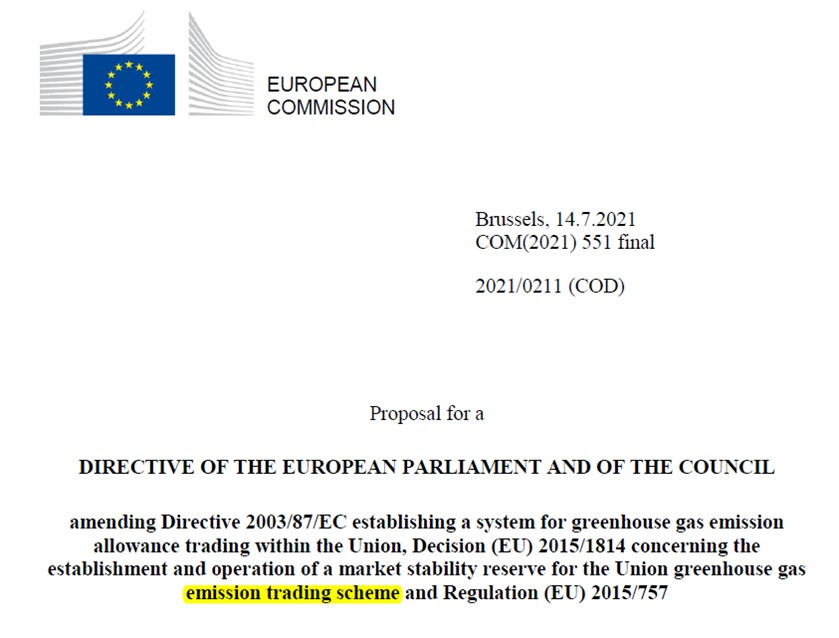 EUROPEAN
COMMISSION
Brussels, 14.7.2021
COM(2021) 551 final
2021/0211 (COD)
Proposal for a
DIRECTIVE OF THE EUROPEAN PARLIAMENT AND OF THE COUNCIL
amending Directive 2003/87/EC establishing a system for greenhouse gas emission
allowance trading within the Union, Decision (EU) 2015/1814 concerning the
establishment and operation of a market stability reserve for the Union greenhouse gas
emission trading scheme and Regulation (EU) 2015/757